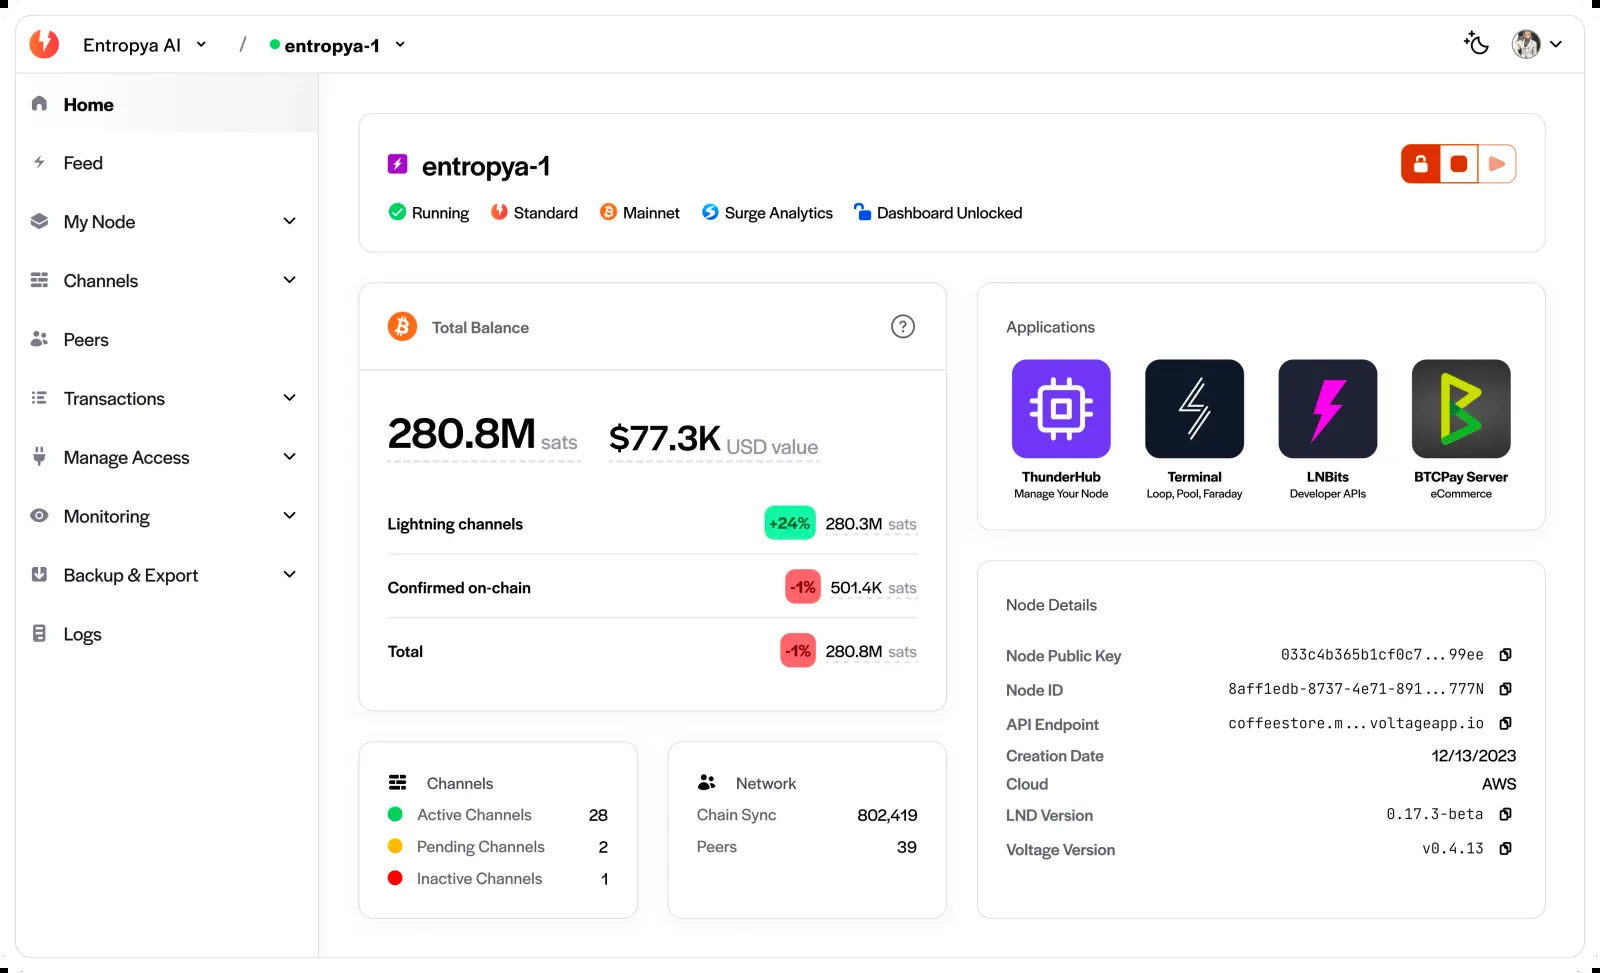 Entropya AI / entropya-1
Home
Feed
My Node
Channels
Peers
Transactions
Manage Access
Monitoring
Backup & Export
Logs
entropya-1
Running Standard Mainnet Surge Analytics Dashboard Unlocked
Total Balance ?
280.8M sats $77.3K USD value
Lightning channels +24% 280.3M sats
Confirmed on-chain -1% 501.4K sats
Total -1% 280.8M sats
Channels
Active Channels 28
Pending Channels 2
Inactive Channels 1
Network
Chain Sync 802,419
Peers 39
Applications
ThunderHub Terminal LNBits BTCPay Server
Manage Your Node Loop, Pool, Faraday Developer APIs eCommerce
Node Details
Node Public Key 033c4b365b1cf0c7...99ee
Node ID 8aff1edb-8737-4e71-891...777N
API Endpoint coffeestore.m...voltageapp.io
Creation Date 12/13/2023
Cloud AWS
LND Version 0.17.3-beta
Voltage Version v0.4.13